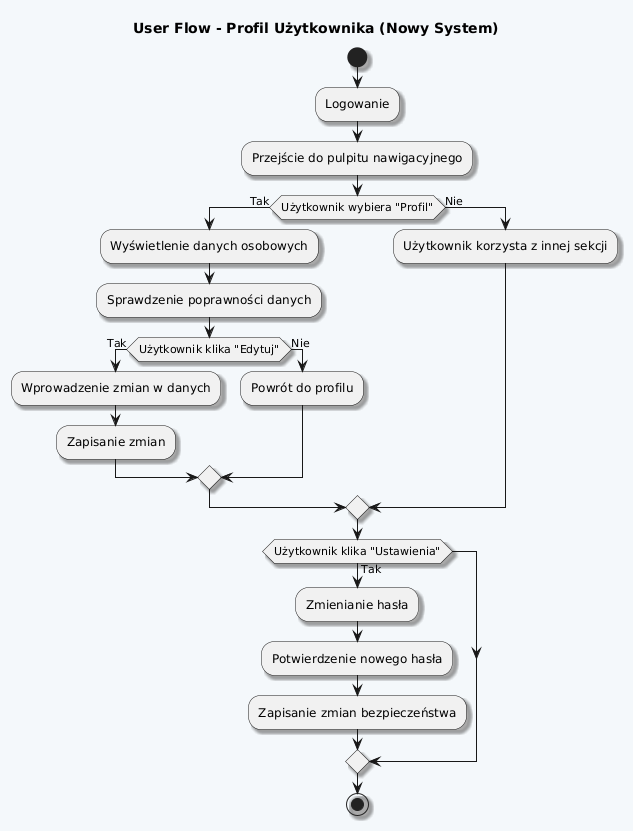 User Flow - Profil Użytkownika (Nowy System)
Logowanie
Przejście do pulpitu nawigacyjnego
Tak
Użytkownik wybiera "Profil"
Nie
Wyświetlenie danych osobowych
Użytkownik korzysta z innej sekcji
Sprawdzenie poprawności danych
Tak
Użytkownik klika "Edytuj"
Nie
Wprowadzenie zmian w danych
Powrót do profilu
Zapisanie zmian
Użytkownik klika "Ustawienia"
Tak
Zmienianie hasła
Potwierdzenie nowego hasła
Zapisanie zmian bezpieczeństwa